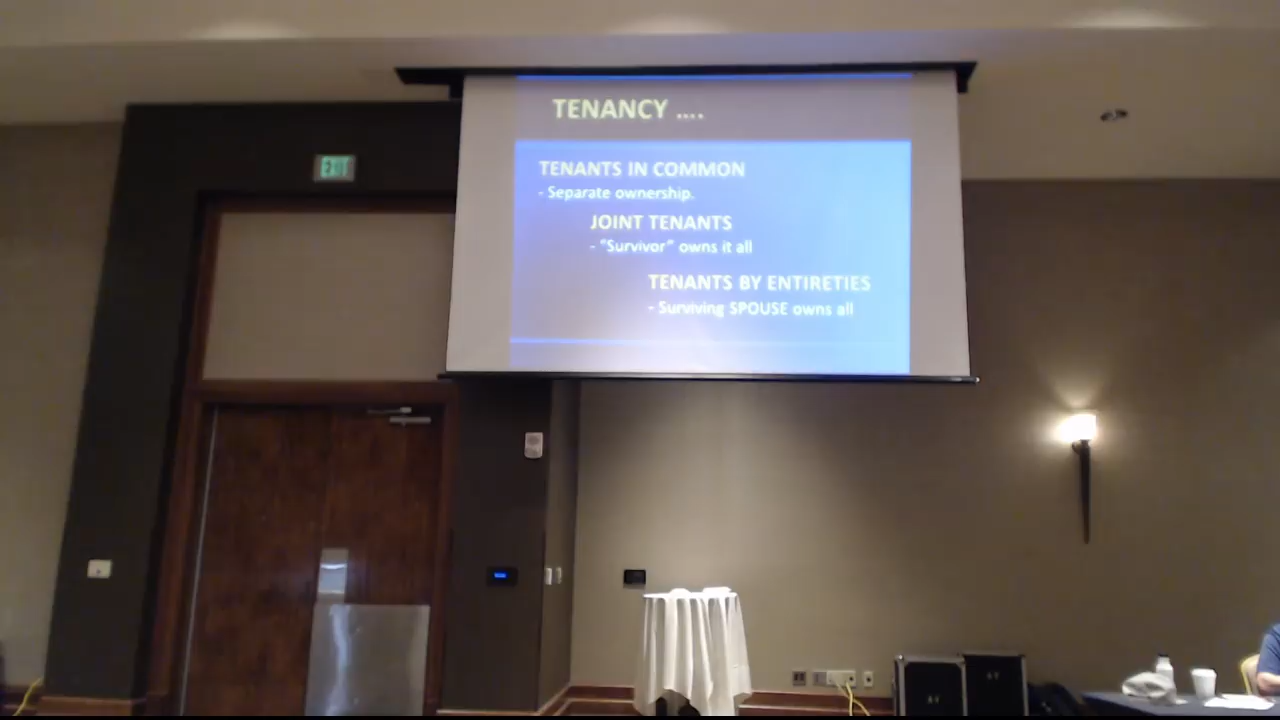 TENANCY ....
TENANTS IN COMMON
- Separate ownership.
JOINT TENANTS
- "Survivor" owns it all
TENANTS BY ENTIRETIES
- Surviving SPOUSE owns all
EXIT